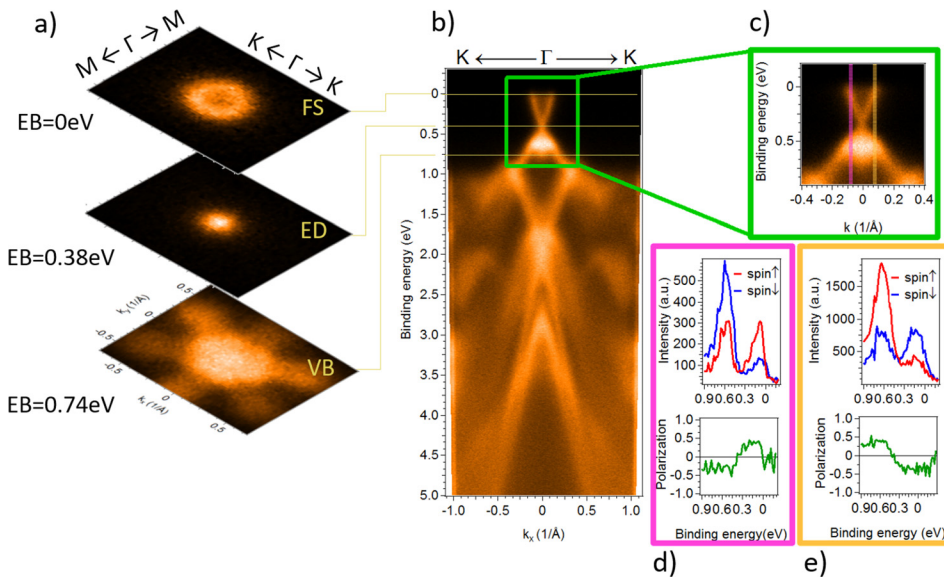 a)
M ← Γ → M
K ← Γ → K
FS
EB=0eV
ED
EB=0.38eV
VB
EB=0.74eV
0.5
0
-0.5
ky (1/Å)
-0.5
0
0.5
kx (1/Å)
b)
K ← Γ → K
0
0.5
1.0
1.5
2.0
2.5
3.0
3.5
4.0
4.5
5.0
Binding energy (eV)
-1.0 -0.5 0.0 0.5 1.0
kx (1/Å)
c)
Binding energy (eV)
0
0.5
-0.4 -0.2 0 0.2 0.4
k (1/Å)
spin↑
spin↓
Intensity (a.u.)
500
300
200
100
0.90.60.3 0
Polarization
1.0
0.5
0
-0.5
-1.0
0.90.60.3 0
Binding energy(eV)
d)
spin↑
spin↓
Intensity (a.u.)
1500
1000
500
0.90.60.3 0
Polarization
1.0
0.5
0
-0.5
-1.0
0.90.60.3 0
Binding energy (eV)
e)